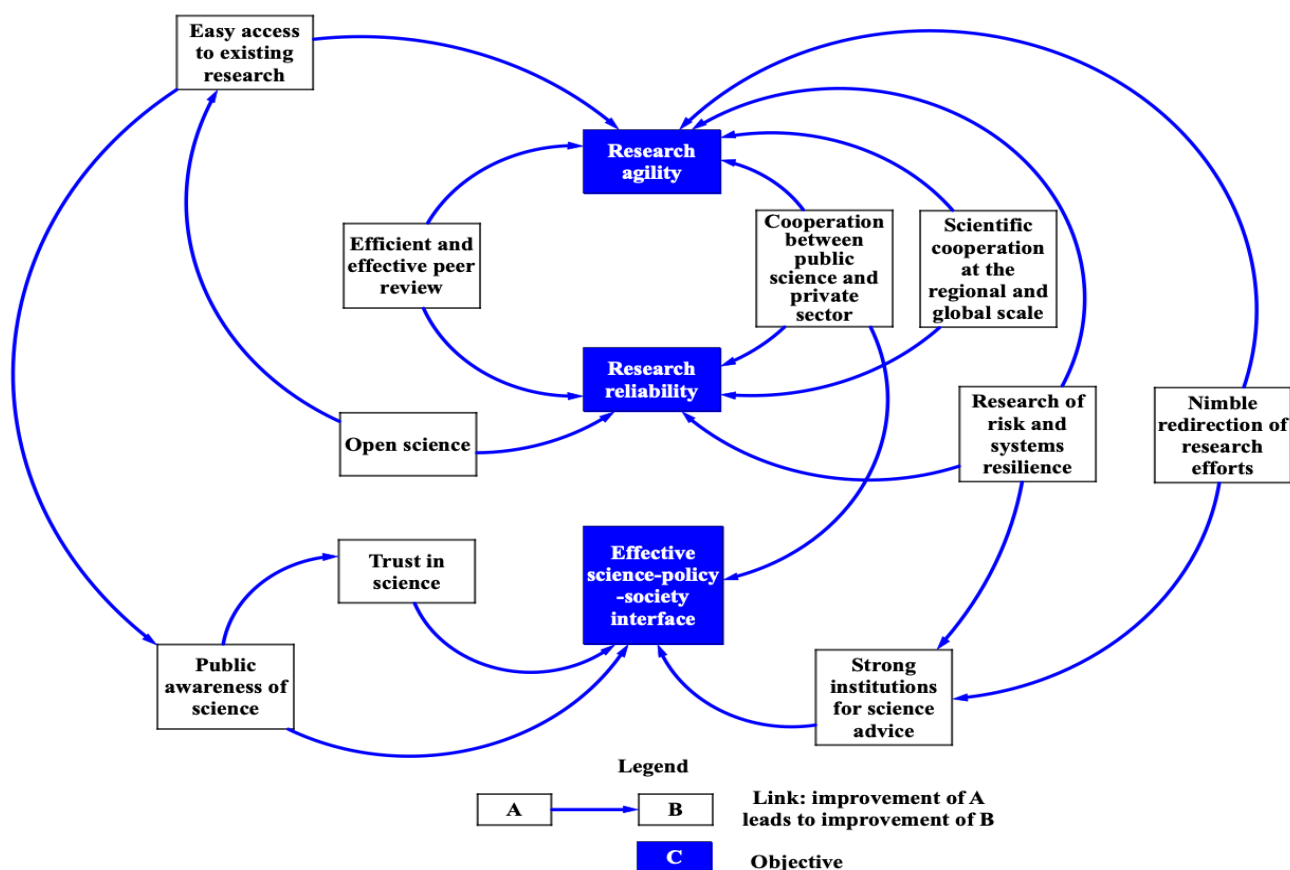 Easy access
to existing
research
Research
agility
Efficient and
effective peer
review
Cooperation
between
public
science and
private
sector
Scientific
cooperation
at the
regional and
global scale
Research
reliability
Open science
Research of
risk and
systems
resilience
Nimble
redirection of
research
efforts
Trust in
science
Effective
science-policy
-society
interface
Public
awareness of
science
Strong
institutions
for science
advice
Legend
A
B
Link: improvement of A
leads to improvement of B
C
Objective